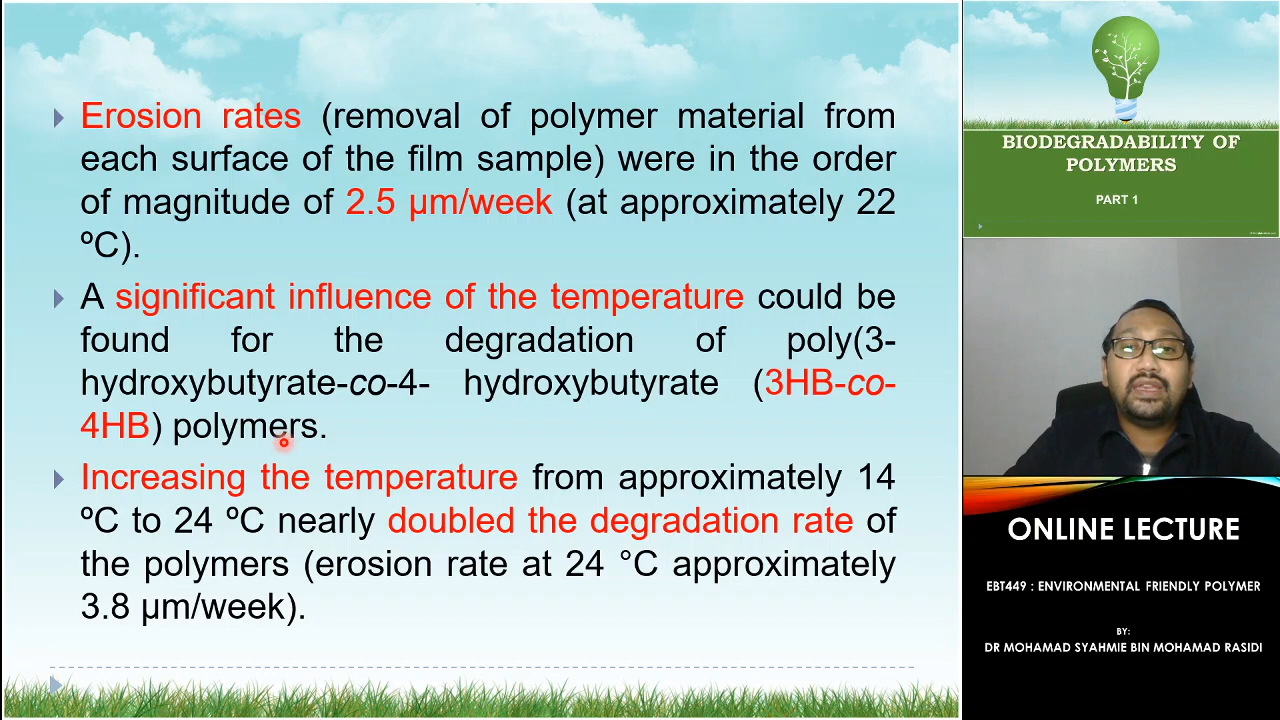 Erosion rates (removal of polymer material from
each surface of the film sample) were in the order
of magnitude of 2.5 µm/week (at approximately 22
ºC).
A significant influence of the temperature could be
found for the degradation of poly(3-
hydroxybutyrate-co-4- hydroxybutyrate (3HB-co-
4HB) polymers.
Increasing the temperature from approximately 14
ºC to 24 ºC nearly doubled the degradation rate of
the polymers (erosion rate at 24 °C approximately
3.8 µm/week).
BIODEGRADABILITY OF
POLYMERS
PART 1
ONLINE LECTURE
EBT449 : ENVIRONMENTAL FRIENDLY POLYMER
BY:
DR MOHAMAD SYAHMIE BIN MOHAMAD RASIDI